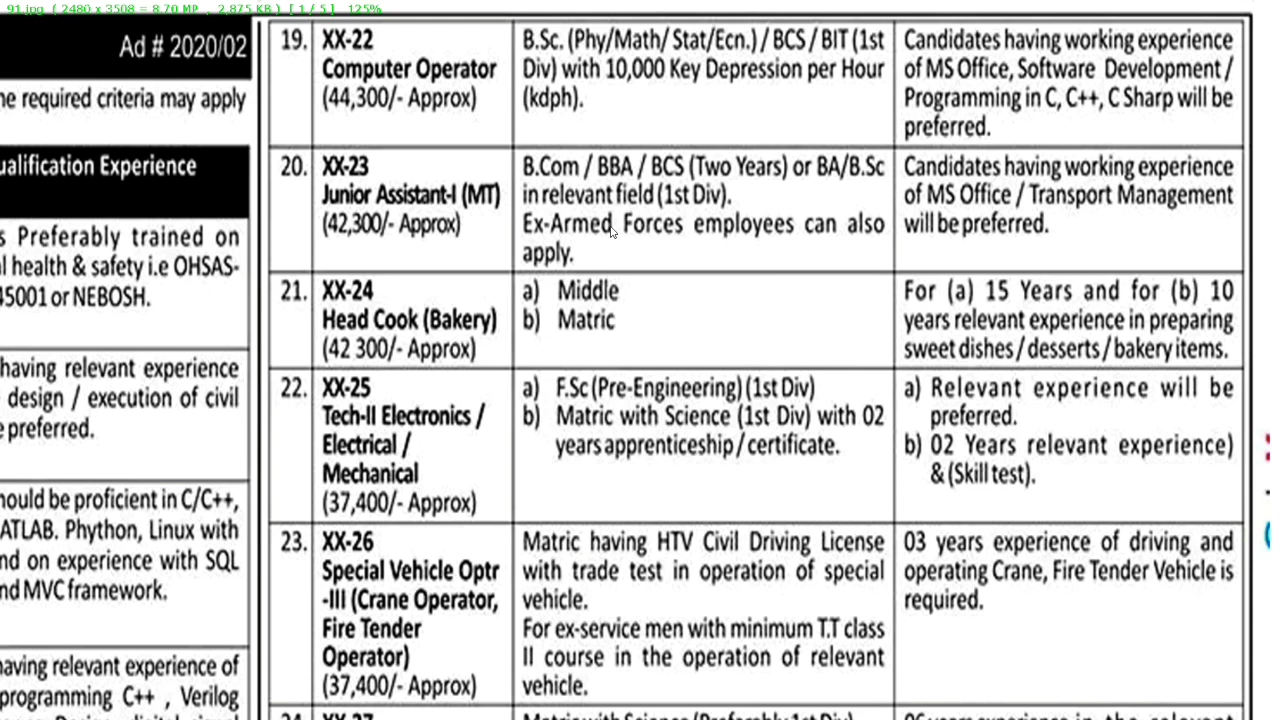 91.jpg ( 2480 x 3508 = 8.70 MP , 2,875 KB ) [ 1 / 5 ] 125%
Ad # 2020/02
required criteria may apply
Experience
Preferably trained on
health & safety i.e OHSAS-
45001 or NEBOSH.
having relevant experience
design / execution of civil
preferred.
be proficient in C/C++,
Phython, Linux with
on experience with SQL
MVC framework.
having relevant experience of
programming C++ , Verilog
19.
XX-22
Computer Operator
(44,300/- Approx)
B.Sc. (Phy/Math/ Stat/Ecn.) / BCS / BIT (1st
Div) with 10,000 Key Depression per Hour
(kdph).
Candidates having working experience
of MS Office, Software Development /
Programming in C, C++, C Sharp will be
preferred.
20.
XX-23
Junior Assistant-I (MT)
(42,300/- Approx)
B.Com / BBA / BCS (Two Years) or BA/B.Sc
in relevant field (1st Div).
Ex-Armed Forces employees can also
apply.
Candidates having working experience
of MS Office / Transport Management
will be preferred.
21.
XX-24
Head Cook (Bakery)
(42 300/- Approx)
a) Middle
b) Matric
For (a) 15 Years and for (b) 10
years relevant experience in preparing
sweet dishes / desserts / bakery items.
22.
XX-25
Tech-II Electronics /
Electrical /
Mechanical
(37,400/- Approx)
a) F.Sc (Pre-Engineering) (1st Div)
b) Matric with Science (1st Div) with 02
years apprenticeship / certificate.
a) Relevant experience will be
preferred.
b) 02 Years relevant experience)
& (Skill test).
23.
XX-26
Special Vehicle Optr
-III (Crane Operator,
Fire Tender
Operator)
(37,400/- Approx)
Matric having HTV Civil Driving License
with trade test in operation of special
vehicle.
For ex-service men with minimum T.T class
II course in the operation of relevant
vehicle.
03 years experience of driving and
operating Crane, Fire Tender Vehicle is
required.